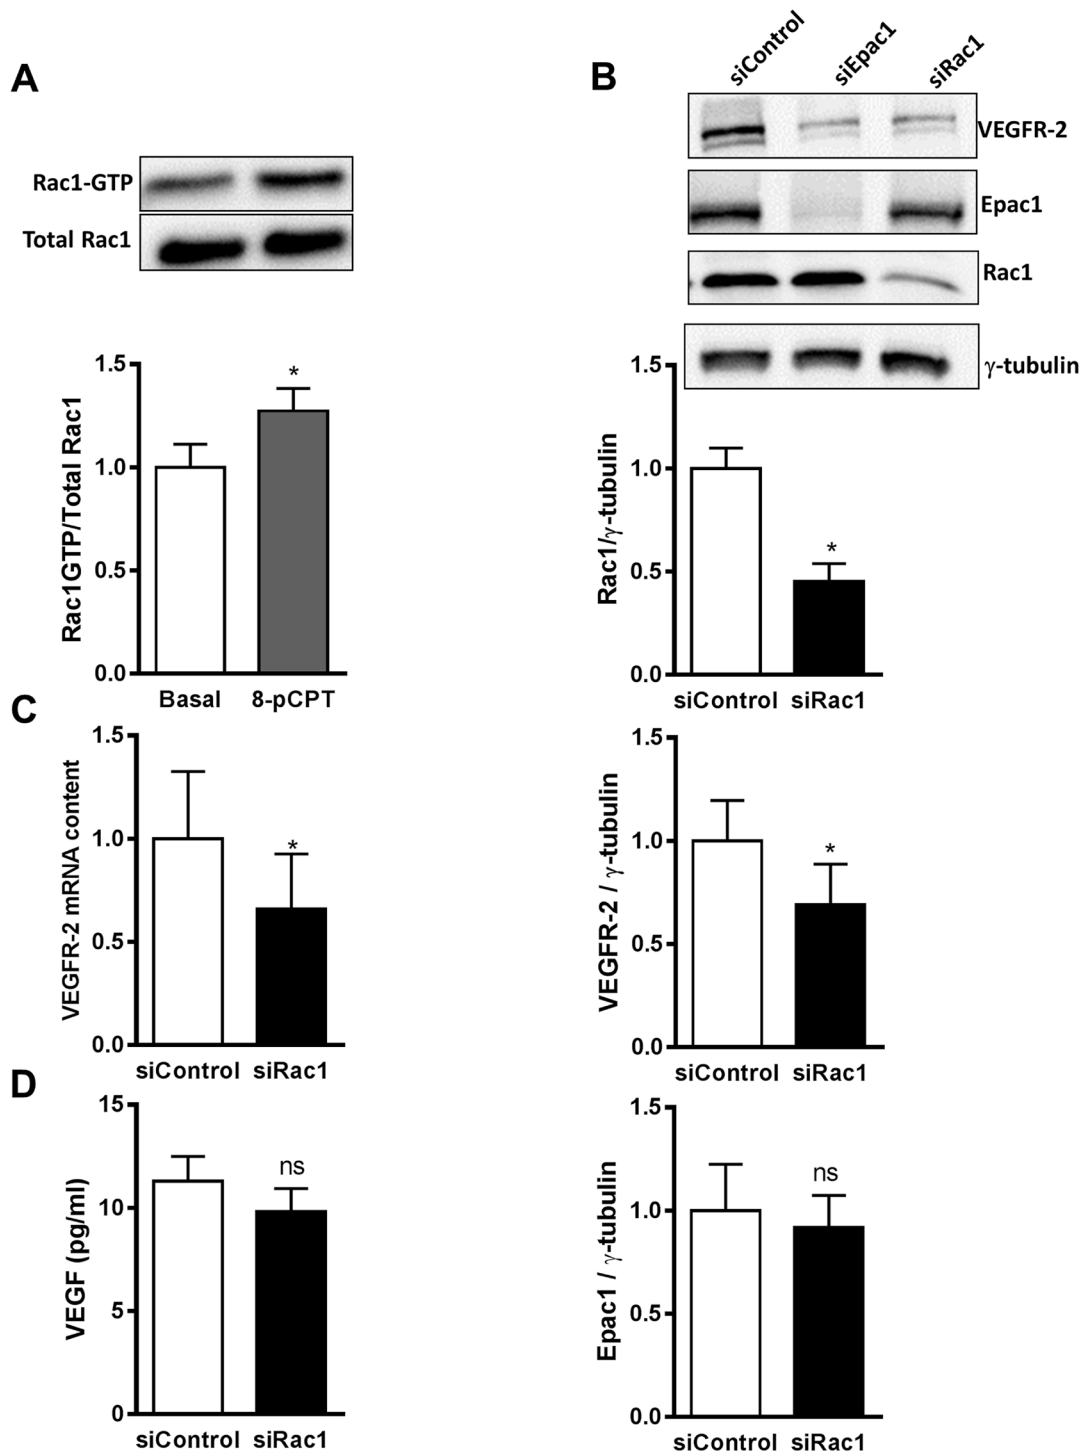 A
Rac1-GTP
Total Rac1
Rac1GTP/Total Rac1
1.5
1.0
0.5
0.0
*
Basal 8-pCPT
B
siControl siEpac1 siRac1
VEGFR-2
Epac1
Rac1
γ-tubulin
Rac1/γ-tubulin
1.5
1.0
0.5
0.0
*
siControl siRac1
VEGFR-2 / γ-tubulin
1.5
1.0
0.5
0.0
*
siControl siRac1
Epac1 / γ-tubulin
1.5
1.0
0.5
0.0
ns
siControl siRac1
C
VEGFR-2 mRNA content
1.5
1.0
0.5
0.0
*
siControl siRac1
D
VEGF (pg/ml)
15
10
5
0
ns
siControl siRac1